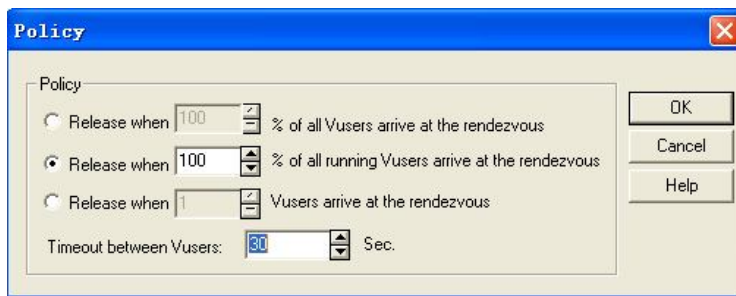 Policy
Policy
Release when 100 % of all Vusers arrive at the rendezvous
Release when 100 % of all running Vusers arrive at the rendezvous
Release when 1 Vusers arrive at the rendezvous
Timeout between Vusers: 30 Sec.
OK
Cancel
Help